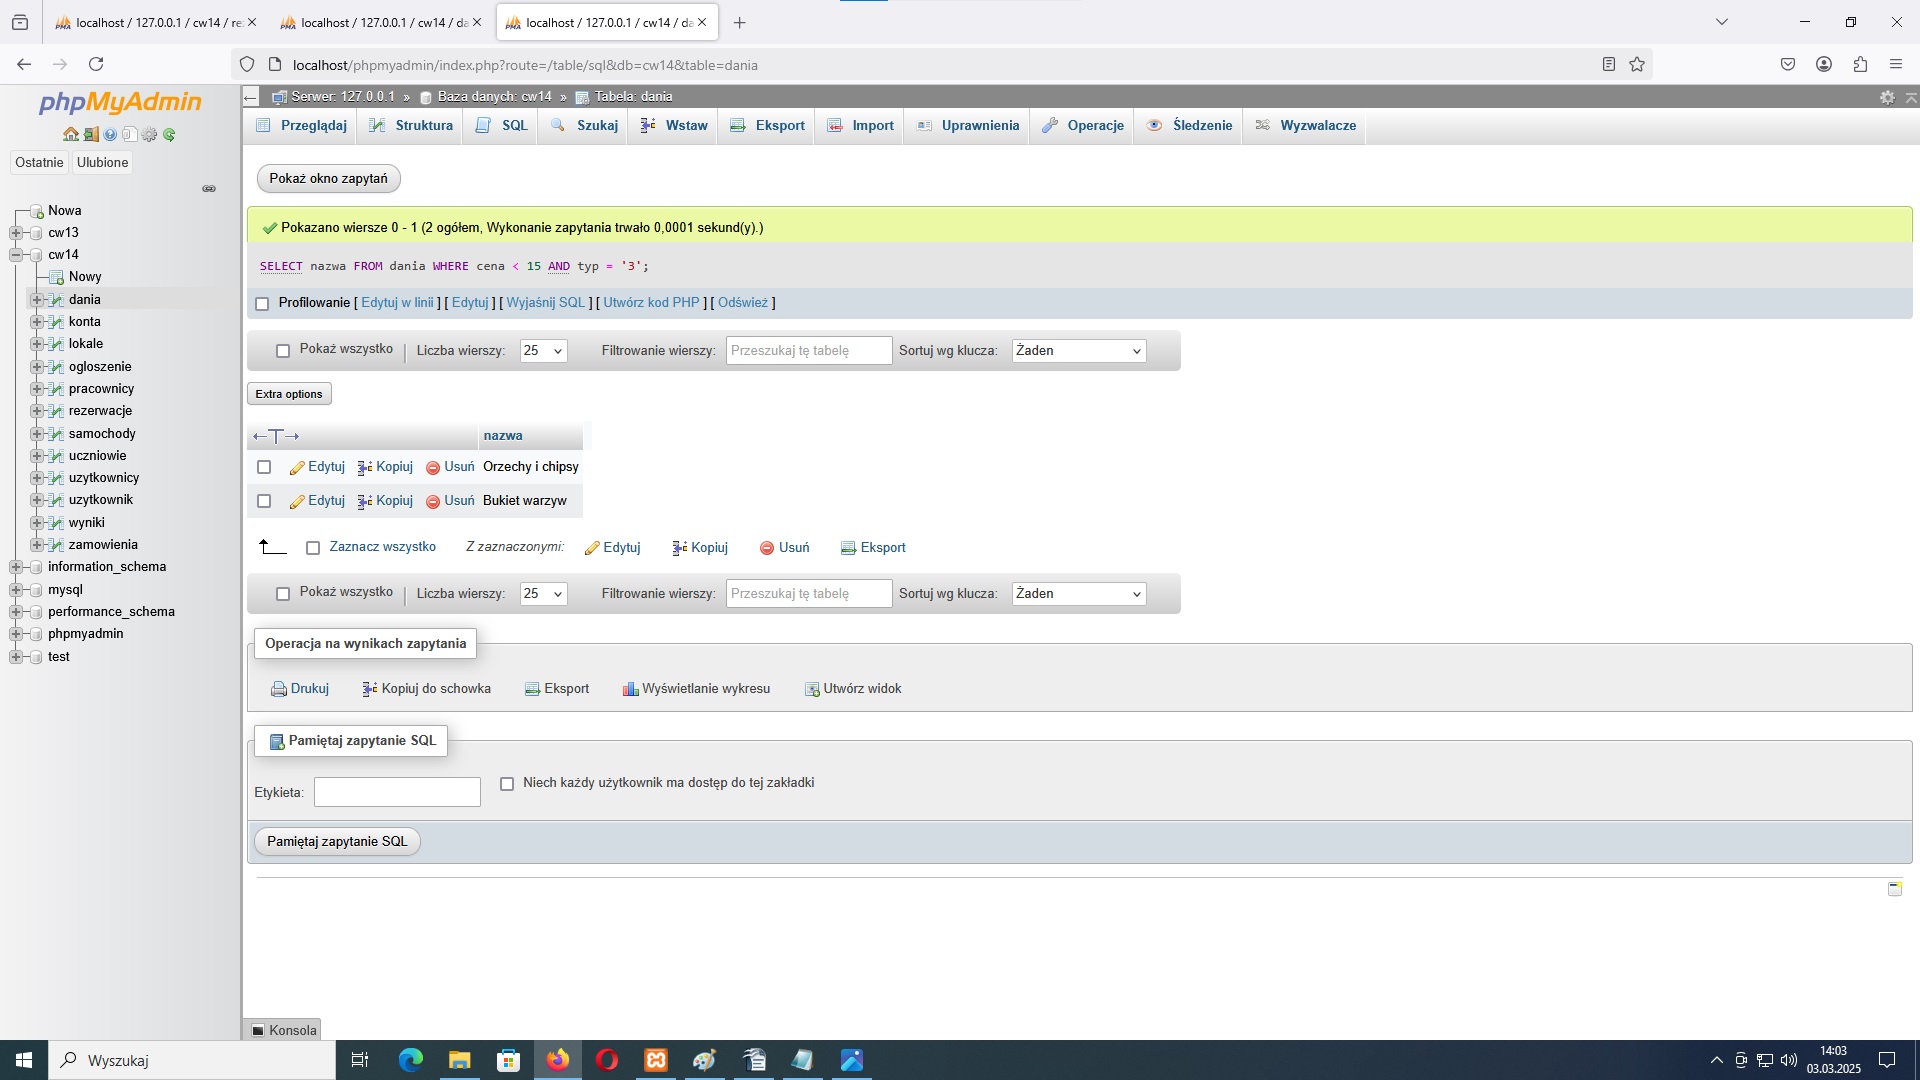 localhost / 127.0.0.1 / cw14 / re
localhost / 127.0.0.1 / cw14 / da
localhost / 127.0.0.1 / cw14 / da
localhost/phpmyadmin/index.php?route=/table/sql&db=cw14&table=dania
phpMyAdmin
Ostatnie Ulubione
Nowa
cw13
cw14
Nowy
dania
konta
lokale
ogloszenie
pracownicy
rezerwacje
samochody
uczniowie
uzytkownicy
uzytkownik
wyniki
zamowienia
information_schema
mysql
performance_schema
phpmyadmin
test
Serwer: 127.0.0.1 » Baza danych: cw14 » Tabela: dania
Przeglądaj Struktura SQL Szukaj Wstaw Eksport Import Uprawnienia Operacje Śledzenie Wyzwalacze
Pokaż okno zapytań
Pokazano wiersze 0 - 1 (2 ogółem, Wykonanie zapytania trwało 0,0001 sekund(y).)
SELECT nazwa FROM dania WHERE cena < 15 AND typ = '3';
Profilowanie [ Edytuj w linii ] [ Edytuj ] [ Wyjaśnij SQL ] [ Utwórz kod PHP ] [ Odśwież ]
Pokaż wszystko | Liczba wierszy: 25 Filtrowanie wierszy: Przeszukaj tę tabelę Sortuj wg klucza: Żaden
Extra options
←T→ nazwa
Edytuj Kopiuj Usuń Orzechy i chipsy
Edytuj Kopiuj Usuń Bukiet warzyw
Zaznacz wszystko Z zaznaczonymi: Edytuj Kopiuj Usuń Eksport
Pokaż wszystko | Liczba wierszy: 25 Filtrowanie wierszy: Przeszukaj tę tabelę Sortuj wg klucza: Żaden
Operacja na wynikach zapytania
Drukuj Kopiuj do schowka Eksport Wyświetlanie wykresu Utwórz widok
Pamiętaj zapytanie SQL
Etykieta: Niech każdy użytkownik ma dostęp do tej zakładki
Pamiętaj zapytanie SQL
Konsola
Wyszukaj
14:03
03.03.2025